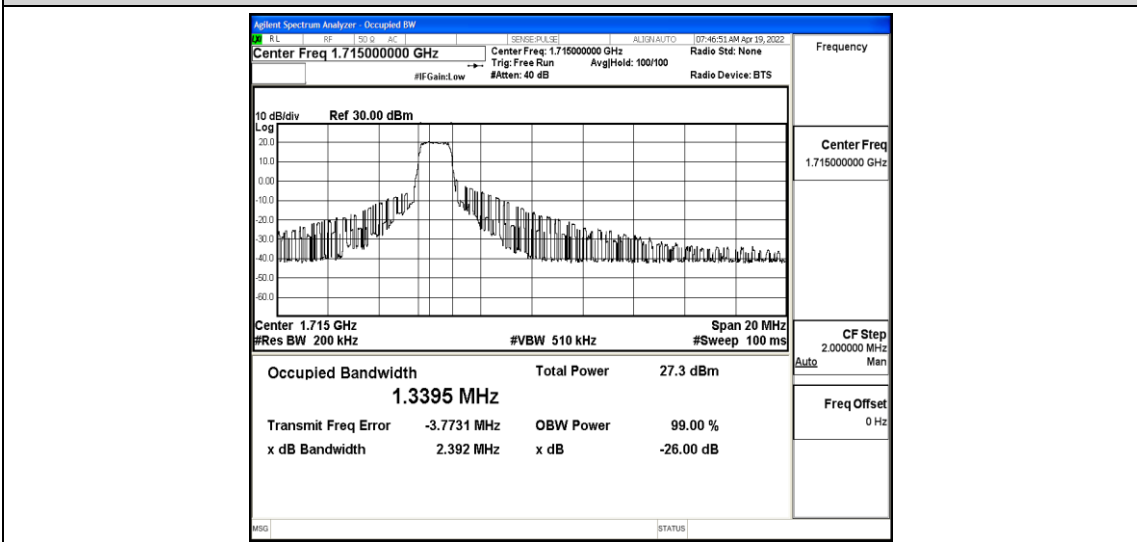 Agilent Spectrum Analyzer - Occupied BW
RL RF 50 Ω AC SENSE:PULSE ALIGNAUTO 07:46:51 AM Apr 19, 2022
Center Freq 1.715000000 GHz Center Freq: 1.715000000 GHz Radio Std: None Frequency
Trig: Free Run Avg|Hold: 100/100
#IFGain:Low #Atten: 40 dB Radio Device: BTS
10 dB/div Ref 30.00 dBm
Log
20.0
10.0
0.00
-10.0
-20.0
-30.0
-40.0
-50.0
-60.0
Center Freq
1.715000000 GHz
Center 1.715 GHz Span 20 MHz
#Res BW 200 kHz #VBW 510 kHz #Sweep 100 ms
CF Step
2.000000 MHz
Auto Man
Occupied Bandwidth Total Power 27.3 dBm
1.3395 MHz
Freq Offset
0 Hz
Transmit Freq Error -3.7731 MHz OBW Power 99.00 %
x dB Bandwidth 2.392 MHz x dB -26.00 dB
MSG STATUS